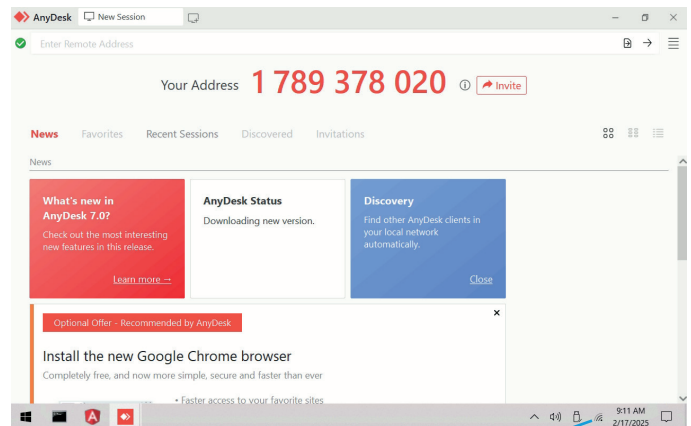 AnyDesk New Session
Enter Remote Address
Your Address 1 789 378 020 Invite
News Favorites Recent Sessions Discovered Invitations
News
What's new in
AnyDesk 7.0?
Check out the most interesting
new features in this release.
Learn more →
AnyDesk Status
Downloading new version.
Discovery
Find other AnyDesk clients in
your local network
automatically.
Close
Optional Offer - Recommended by AnyDesk
Install the new Google Chrome browser
Completely free, and now more simple, secure and faster than ever
• Faster access to your favorite sites
9:11 AM
2/17/2025